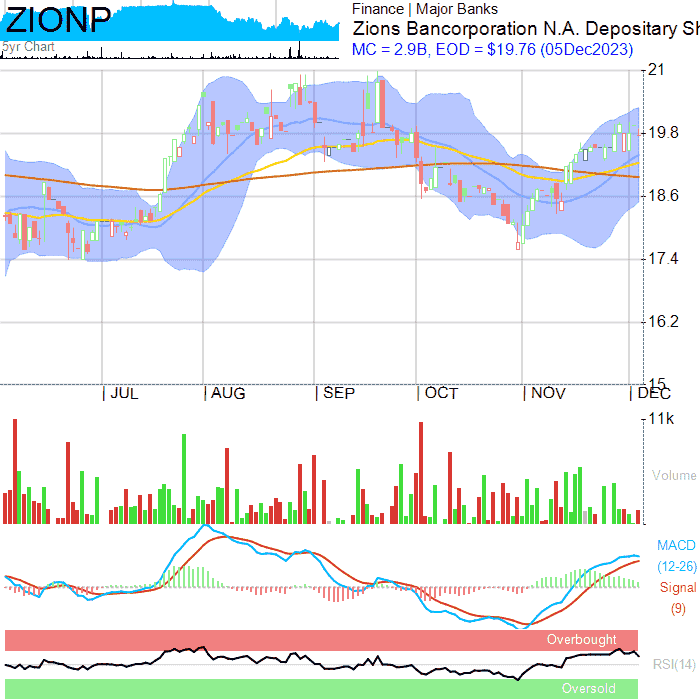 ZIONP
5yr Chart
Finance | Major Banks
Zions Bancorporation N.A. Depositary Sh
MC = 2.9B, EOD = $19.76 (05Dec2023)
21
19.8
18.6
17.4
16.2
15
| JUL | AUG | SEP | OCT | NOV | DEC
11k
Volume
MACD
(12-26)
Signal
(9)
Overbought
RSI(14)
Oversold